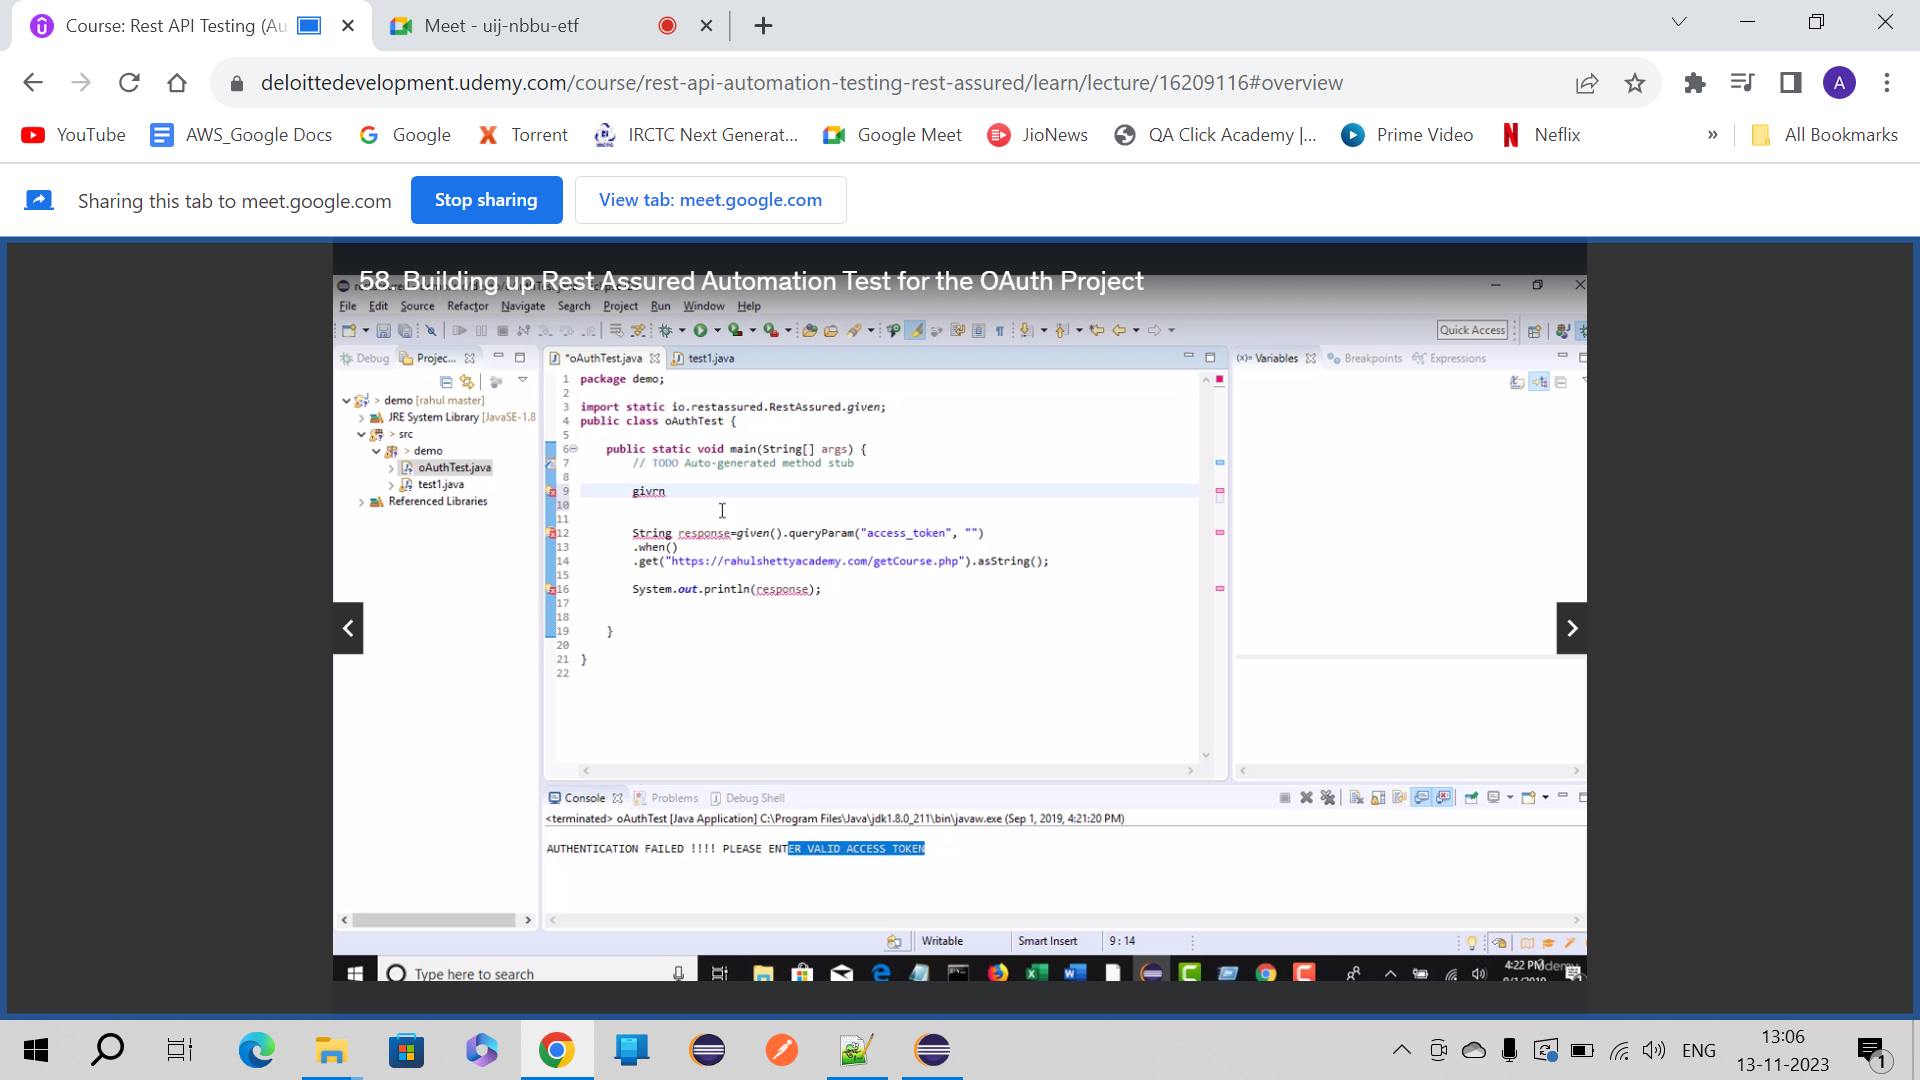 Course: Rest API Testing (Au
Meet - uij-nbbu-etf
deloittedevelopment.udemy.com/course/rest-api-automation-testing-rest-assured/learn/lecture/16209116#overview
A
YouTube AWS_Google Docs Google Torrent IRCTC Next Generat... Google Meet JioNews QA Click Academy |... Prime Video Neflix » All Bookmarks
Sharing this tab to meet.google.com Stop sharing View tab: meet.google.com
58. Building up Rest Assured Automation Test for the OAuth Project
File Edit Source Refactor Navigate Search Project Run Window Help
Quick Access
Debug Projec... *oAuthTest.java test1.java (x)= Variables Breakpoints Expressions
demo [rahul master]
JRE System Library [JavaSE-1.8
> src
> demo
oAuthTest.java
test1.java
Referenced Libraries
1 package demo;
2
3 import static io.restassured.RestAssured.given;
4 public class oAuthTest {
5
6 public static void main(String[] args) {
7 // TODO Auto-generated method stub
8
9 givrn
10
11
12 String response=given().queryParam("access_token", "")
13 .when()
14 .get("https://rahulshettyacademy.com/getCourse.php").asString();
15
16 System.out.println(response);
17
18
19 }
20
21 }
22
Console Problems Debug Shell
<terminated> oAuthTest [Java Application] C:\Program Files\Java\jdk1.8.0_211\bin\javaw.exe (Sep 1, 2019, 4:21:20 PM)
AUTHENTICATION FAILED !!!! PLEASE ENTER VALID ACCESS TOKEN
Writable Smart Insert 9 : 14
Type here to search
4:22 PM
udemy
ENG
13:06
13-11-2023
1